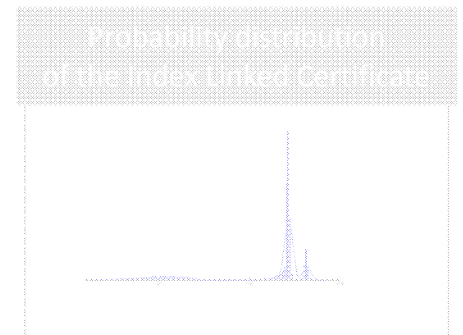 Probability distribution
of the Index Linked Certificate